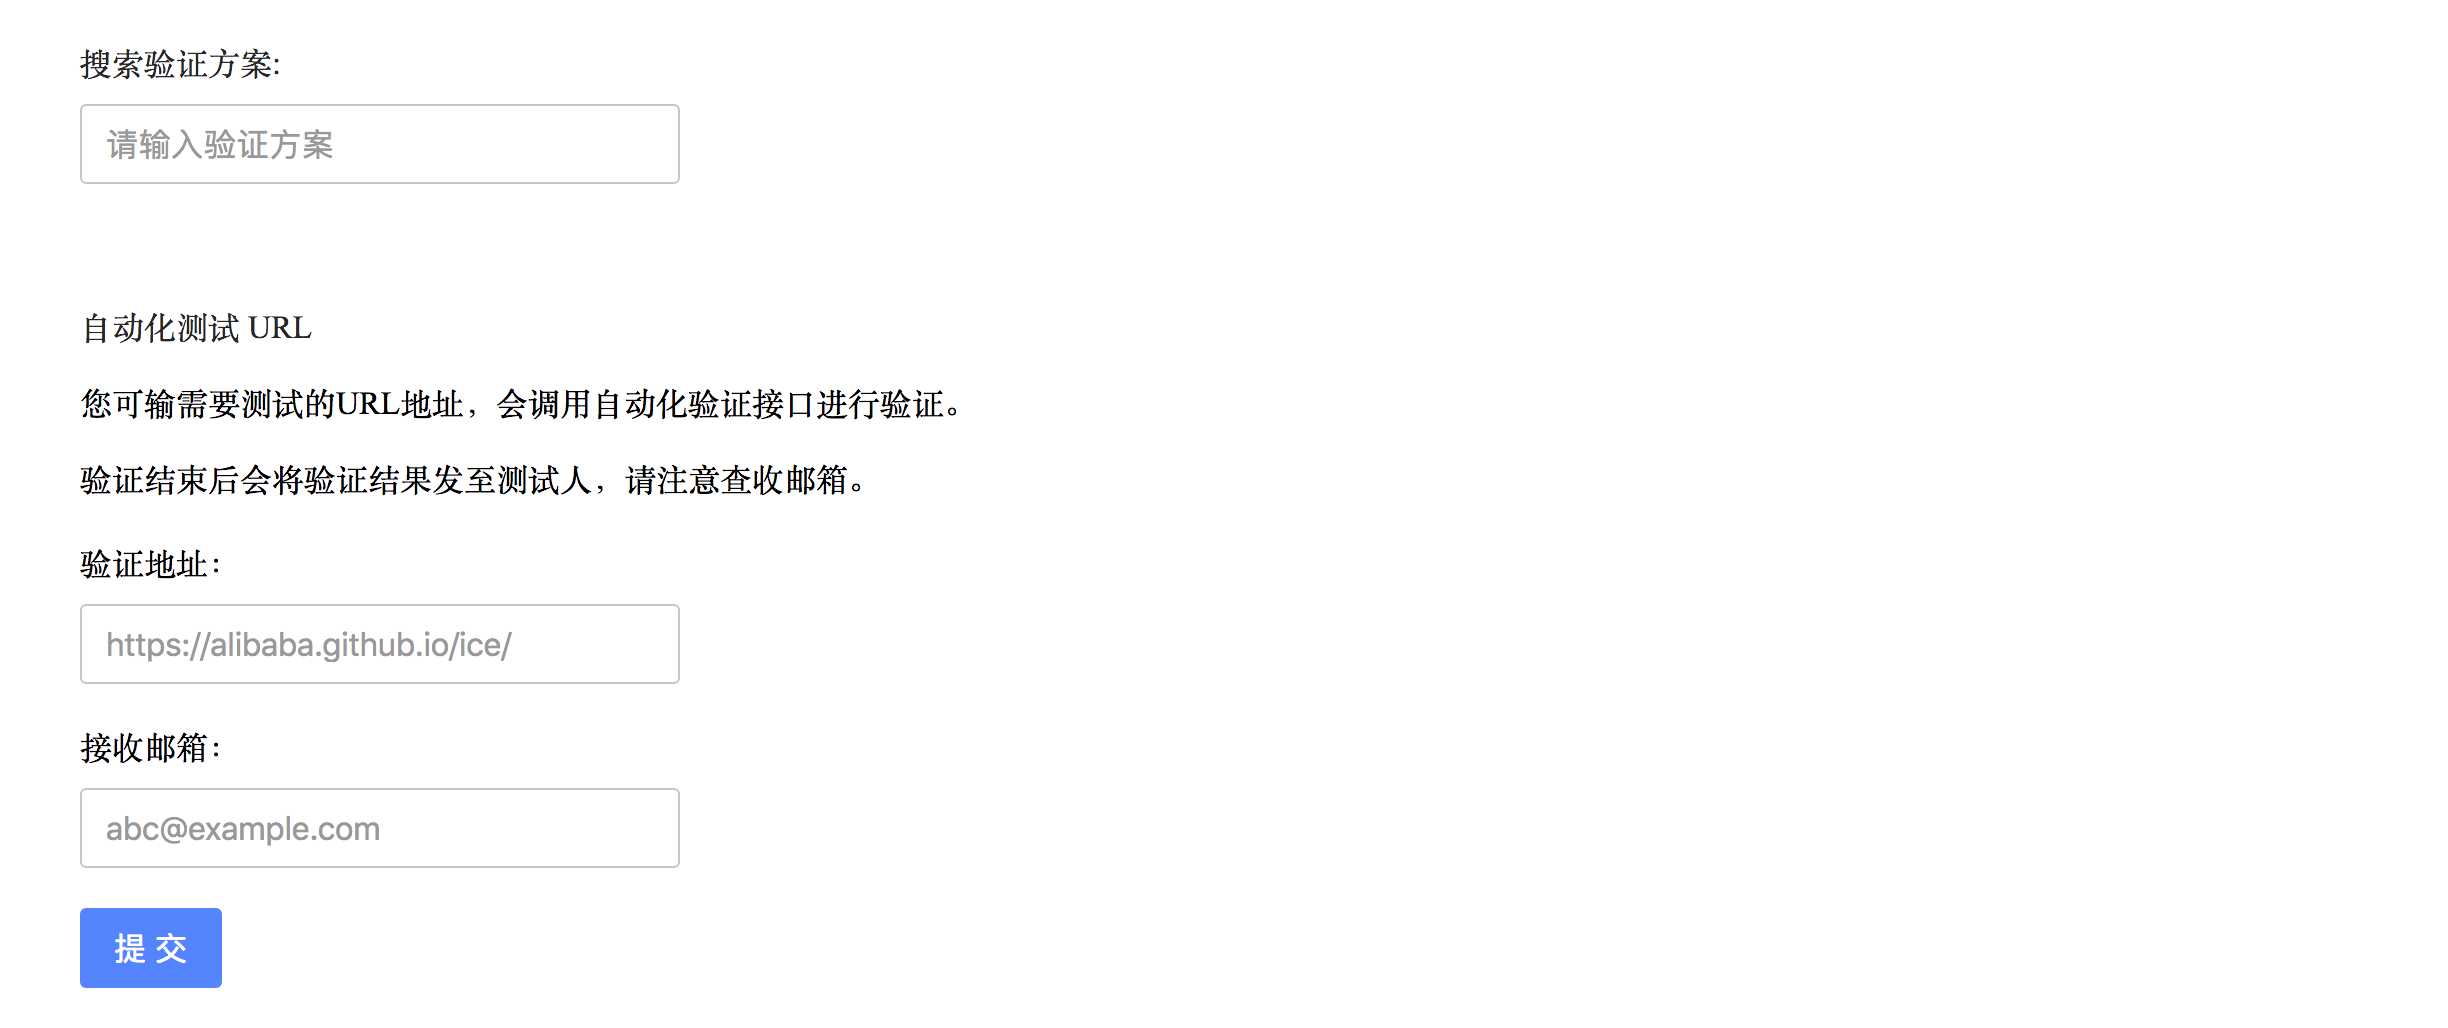 搜索验证方案:
请输入验证方案
自动化测试 URL
您可输需要测试的URL地址，会调用自动化验证接口进行验证。
验证结束后会将验证结果发至测试人，请注意查收邮箱。
验证地址：
https://alibaba.github.io/ice/
接收邮箱：
abc@example.com
提 交